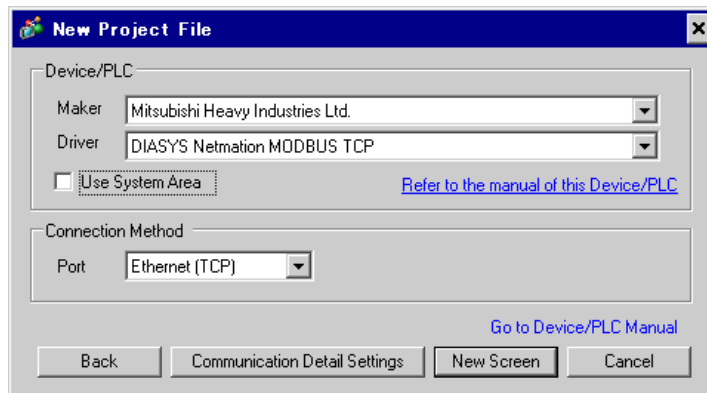 New Project File
Device/PLC
Maker Mitsubishi Heavy Industries Ltd.
Driver DIASYS Netmation MODBUS TCP
Use System Area Refer to the manual of this Device/PLC
Connection Method
Port Ethernet (TCP)
Go to Device/PLC Manual
Back Communication Detail Settings New Screen Cancel